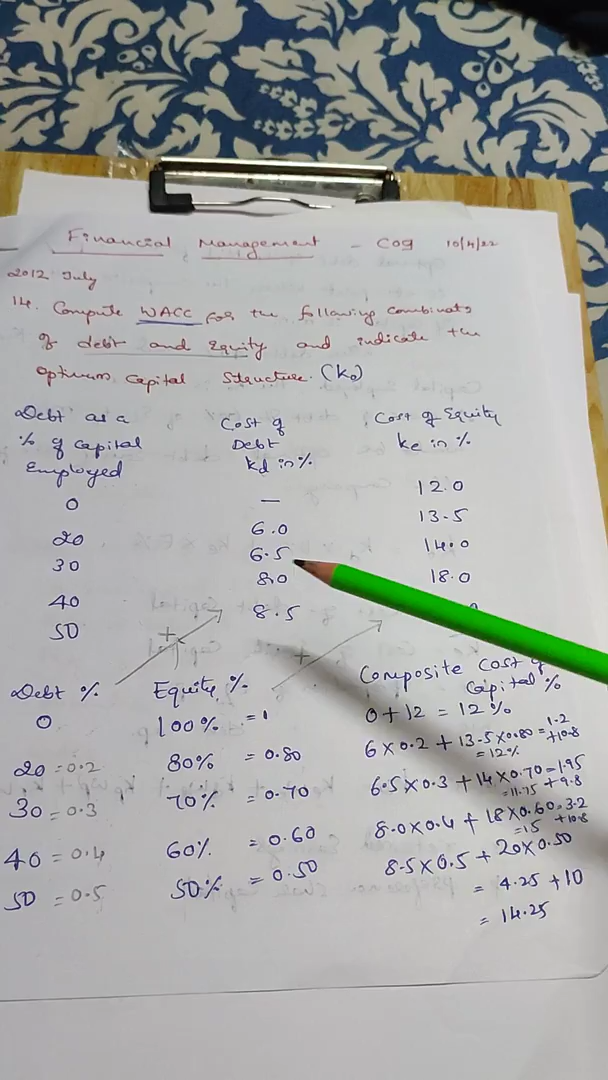 Financial Management - COg 10/4/22
2012 July
14. Compute WACC for the following combinats
of debt and Equity and indicate the
optimum Capital Structure. (Ko)
Debt as a
% of Capital
Employed
Cost of
Debt
Kd in %
Cost of Equity
Ke in %
0 — 12.0
20 6.0 13.5
30 6.5 14.0
40 8.0 18.0
50 8.5
+ +
Debt % Equity % Composite Cost of
Capital %
0 100% = 1 0 + 12 = 12%
20 = 0.2 80% = 0.80 6 x 0.2 + 13.5 x 0.80 = 1.2
+10.8
= 12%
30 = 0.3 70% = 0.70 6.5 x 0.3 + 14 x 0.70 = 1.95
= 11.75 + 9.8
40 = 0.4 60% = 0.60 8.0 x 0.4 + 18 x 0.60 = 3.2
= 15 + 10.8
50 = 0.5 50% = 0.50 8.5 x 0.5 + 20 x 0.50
= 4.25 + 10
= 14.25